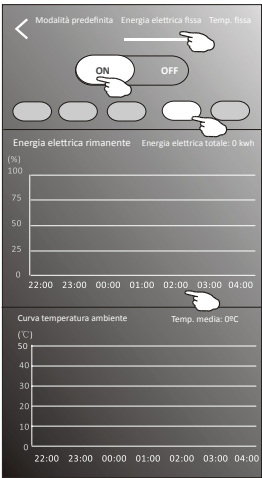 Modalità predefinita Energia elettrica fissa Temp. fissa
ON OFF
Energia elettrica rimanente Energia elettrica totale: 0 kwh
(%)
100
75
50
25
0
22:00 23:00 00:00 01:00 02:00 03:00 04:00
Curva temperatura ambiente Temp. media: 0ºC
(℃)
50
40
30
20
10
0
22:00 23:00 00:00 01:00 02:00 03:00 04:00